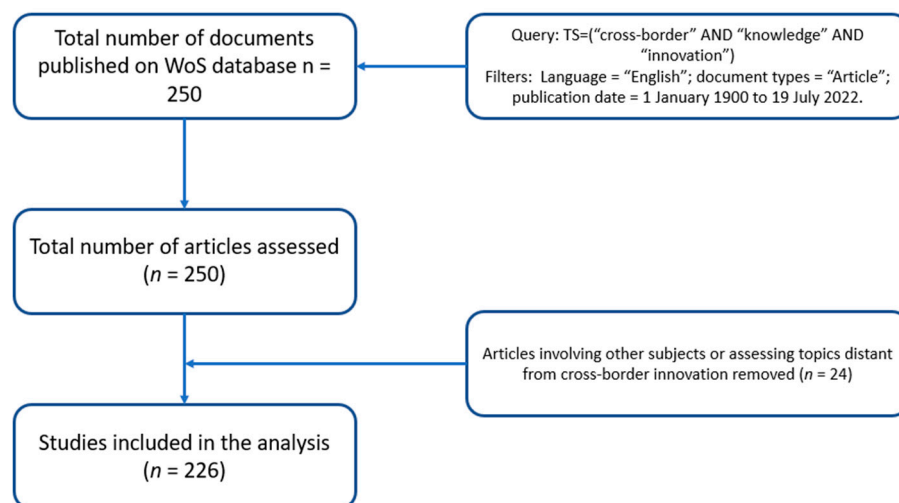 Total number of documents
published on WoS database n =
250
Query: TS=(“cross-border” AND “knowledge” AND
“innovation”)
Filters:  Language = “English”; document types = “Article”;
publication date = 1 January 1900 to 19 July 2022.
Total number of articles assessed
(n = 250)
Articles involving other subjects or assessing topics distant
from cross-border innovation removed (n = 24)
Studies included in the analysis
(n = 226)